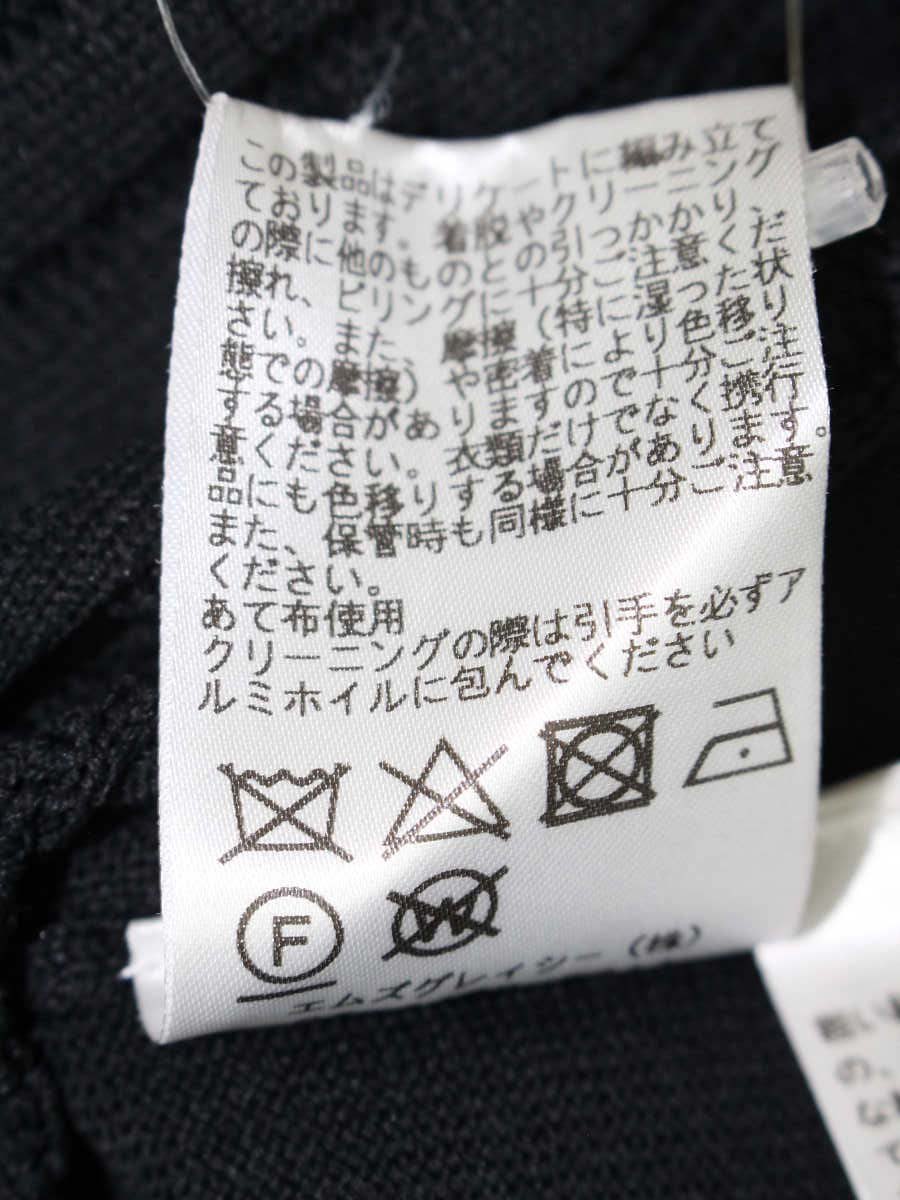 この製品はデリケートに編み立て
ております。着脱やクリーニング
の際に他のものとの引っかかり、
擦れ、ピリングに十分ご注意くだ
さい。また、摩擦（特に湿った状
態での摩擦）や密着により色移り
する場合がありますので十分ご注
意ください。衣類だけでなく携行
品にも色移りする場合があります。
また、保管時も同様に十分ご注意
ください。
あて布使用
クリーニングの際は引手を必ずア
ルミホイルに包んでください
F W
エムズグレイシー（株）